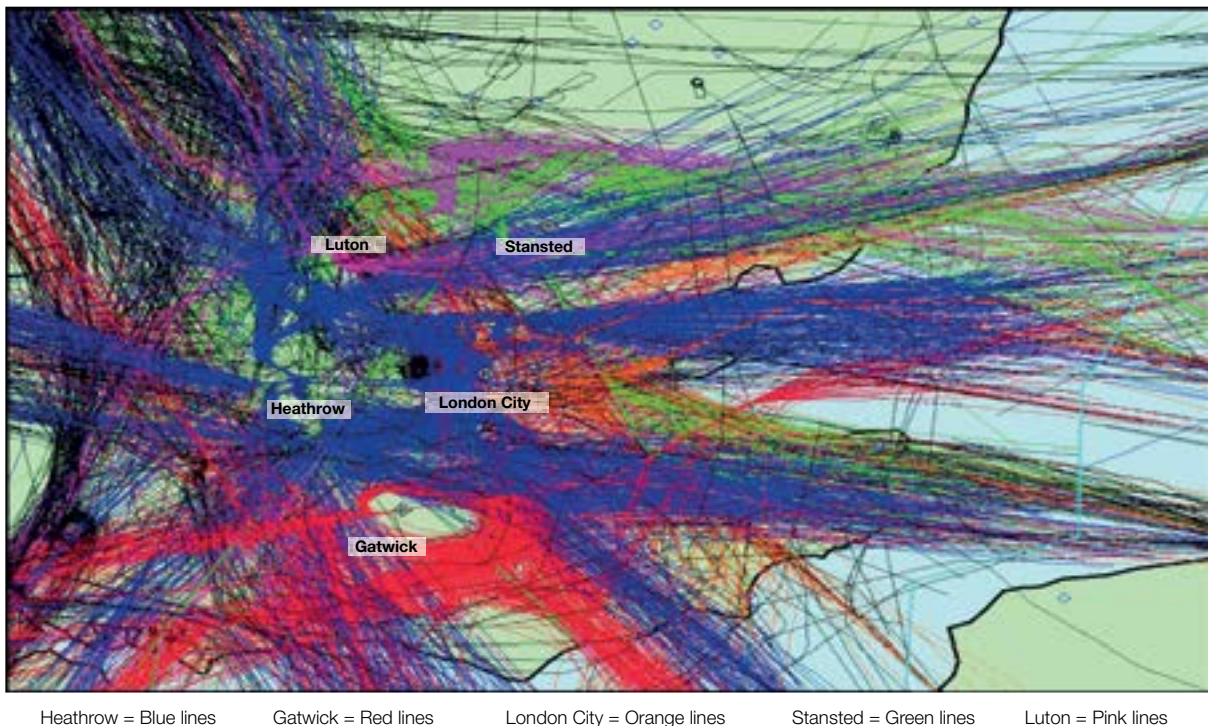 Luton
Stansted
Heathrow
London City
Gatwick
Heathrow = Blue lines Gatwick = Red lines London City = Orange lines Stansted = Green lines Luton = Pink lines